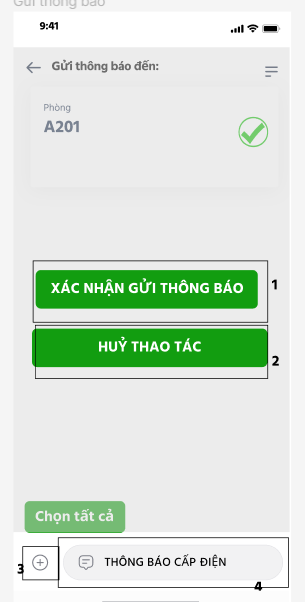 Gửi thông báo
9:41
Gửi thông báo đến:
Phòng
A201
XÁC NHẬN GỬI THÔNG BÁO
1
HUỶ THAO TÁC
2
Chọn tất cả
3
THÔNG BÁO CẤP ĐIỆN
4